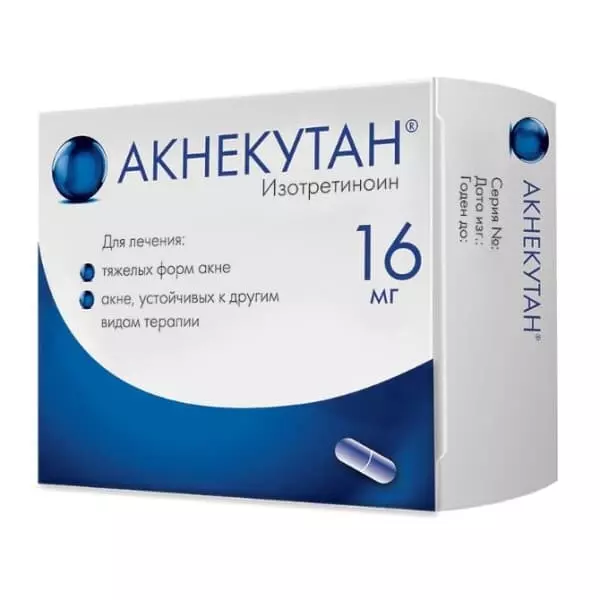 АКНЕКУТАН®
Изотретиноин
Для лечения:
тяжелых форм акне
акне, устойчивых к другим
видам терапии
16
мг
АКНЕКУТАН®
Серия №:
Дата изг.:
Годен до: